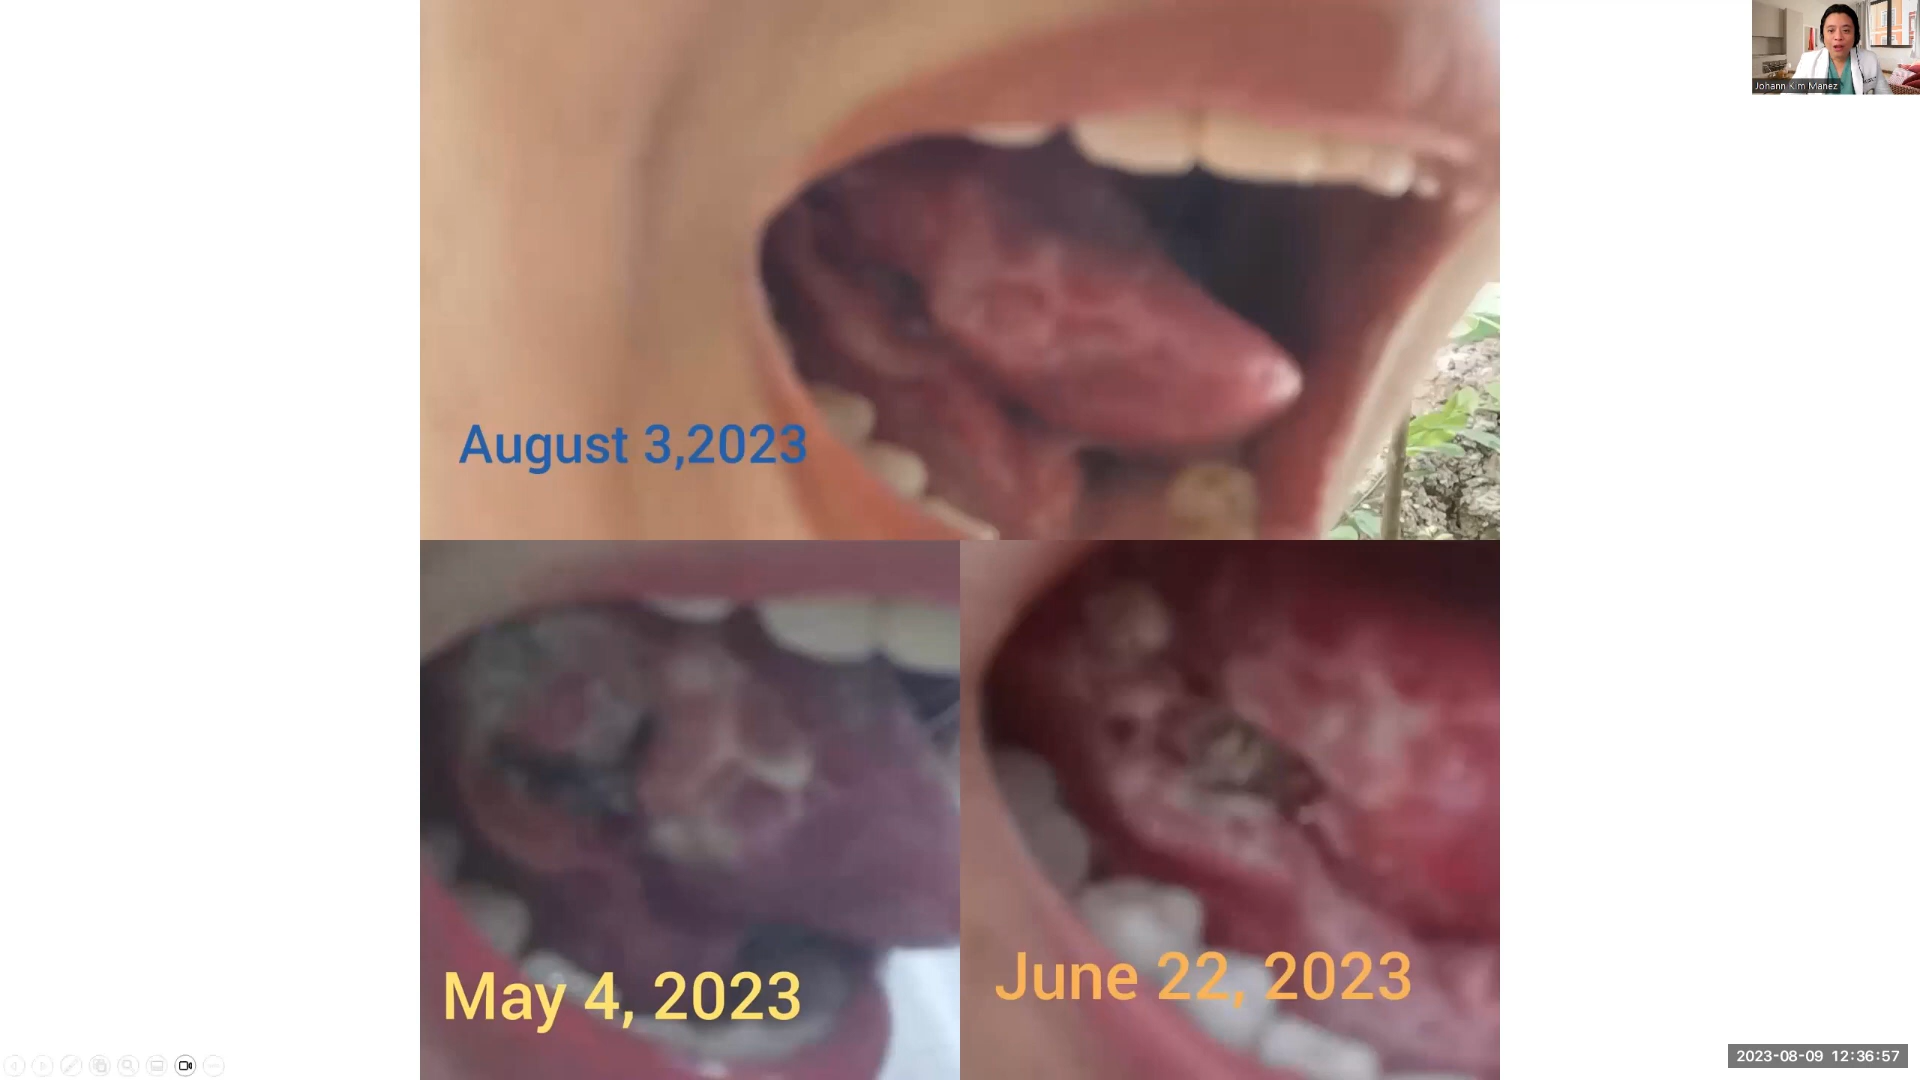 Johann Kim Manez
August 3,2023
May 4, 2023
June 22, 2023
2023-08-09 12:36:57